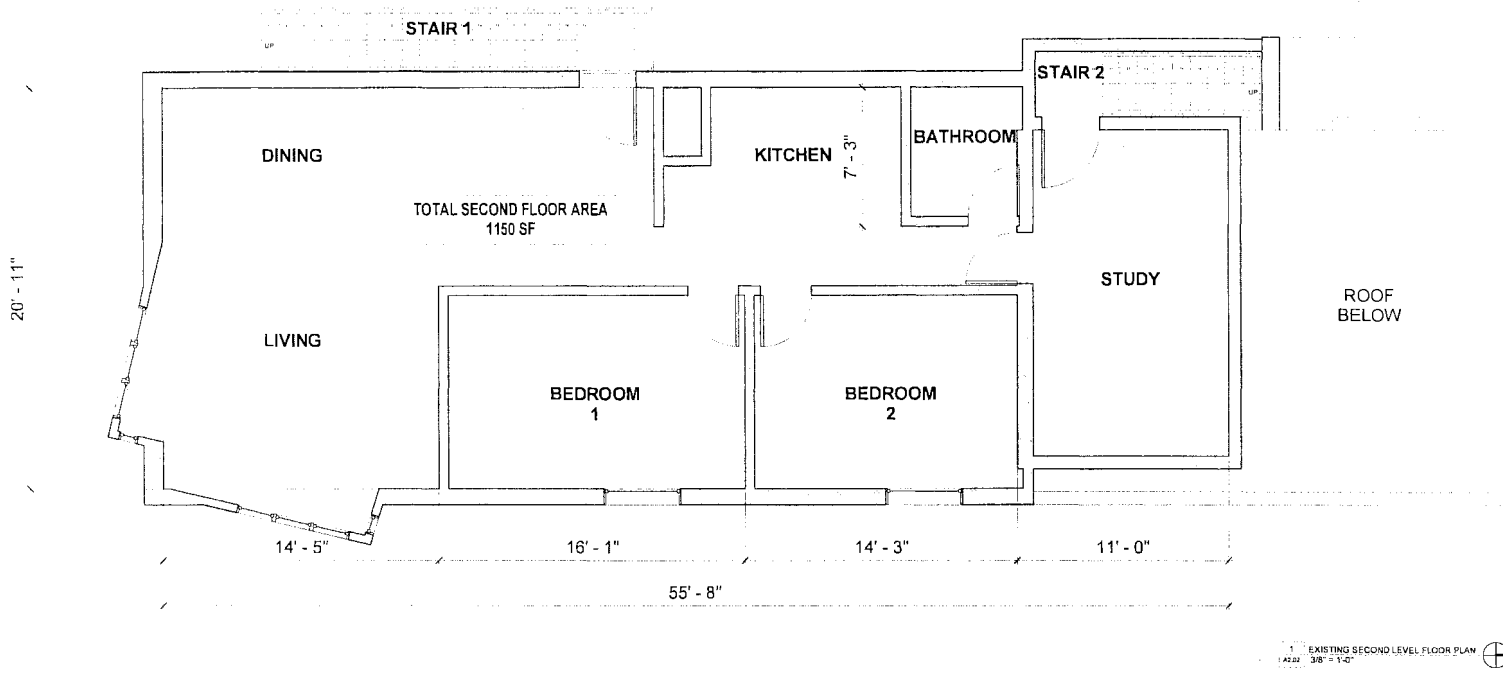 STAIR 1
UP
STAIR 2
UP
DINING
KITCHEN
7' - 3"
BATHROOM
TOTAL SECOND FLOOR AREA
1150 SF
20' - 11"
STUDY
ROOF
BELOW
LIVING
BEDROOM
1
BEDROOM
2
14' - 5"
16' - 1"
14' - 3"
11' - 0"
55' - 8"
1
A2.02
EXISTING SECOND LEVEL FLOOR PLAN
3/8" = 1'-0"